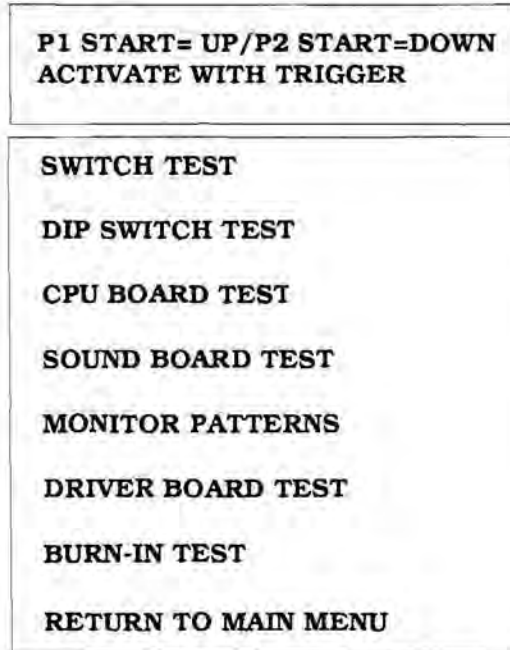 P1 START= UP/P2 START=DOWN
ACTIVATE WITH TRIGGER
SWITCH TEST
DIP SWITCH TEST
CPU BOARD TEST
SOUND BOARD TEST
MONITOR PATTERNS
DRIVER BOARD TEST
BURN-IN TEST
RETURN TO MAIN MENU